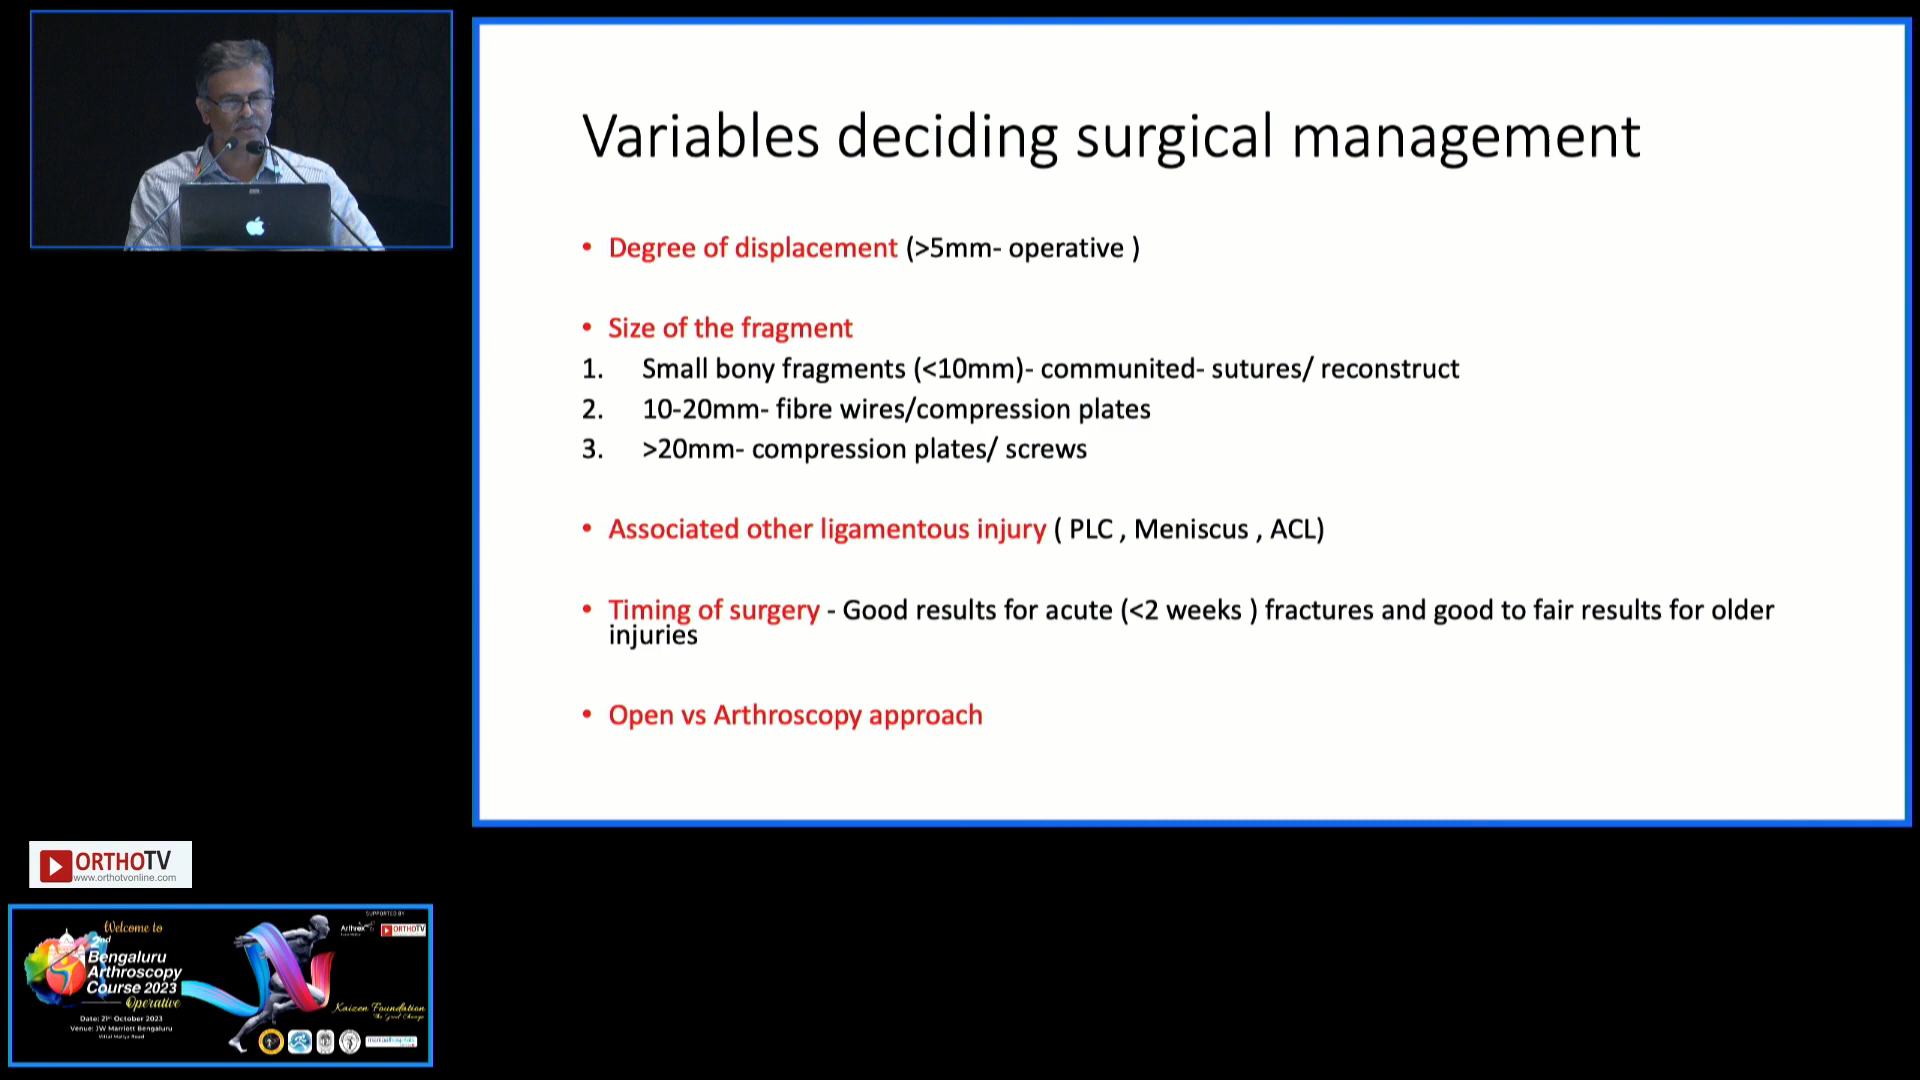 Variables deciding surgical management
• Degree of displacement (>5mm- operative )
• Size of the fragment
1. Small bony fragments (<10mm)- communited- sutures/ reconstruct
2. 10-20mm- fibre wires/compression plates
3. >20mm- compression plates/ screws
• Associated other ligamentous injury ( PLC , Meniscus , ACL)
• Timing of surgery - Good results for acute (<2 weeks ) fractures and good to fair results for older
injuries
• Open vs Arthroscopy approach
ORTHOTV
www.orthotvonline.com
Welcome to
2nd
Bengaluru
Arthroscopy
Course 2023
Operative
Date: 21st October 2023
Venue: JW Marriott Bengaluru
Vittal Mallya Road
SUPPORTED BY
Arthrex
ORTHOTV
Kaizen Foundation